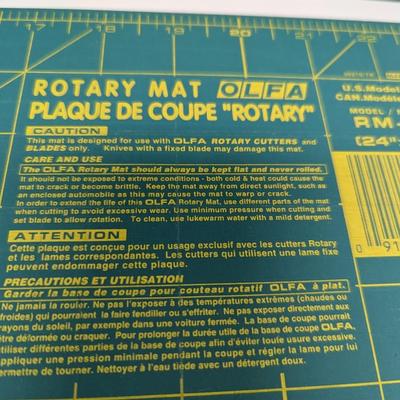 17 18 19 20 21 22
ROTARY MAT OLFA
PLAQUE DE COUPE "ROTARY"
U.S. Model
CAN. Modèle
MODEL /
RM-
(24"
CAUTION
This mat is designed for use with OLFA ROTARY CUTTERS and
BLADES only. Knives with a fixed blade may damage this mat.
CARE AND USE
The OLFA Rotary Mat should always be kept flat and never rolled.
It should not be exposed to extreme conditions - both cold & heat could cause the
mat to crack or become brittle. Keep the mat away from direct sunlight, such as
an enclosed automobile as this may cause the mat to warp or crack.
In order to extend the life of this OLFA Rotary Mat, use different parts of the mat
when cutting to avoid excessive wear. Use minimum pressure when cutting and
set blade to allow rotation. To clean, use lukewarm water with a mild detergent.
0 91
ATTENTION
Cette plaque est conçue pour un usage exclusif avec les cutters Rotary
et les lames correspondantes. Les cutters qui utilisent une lame fixe
peuvent endommager cette plaque.
PRECAUTIONS ET UTILISATION
Garder la base de coupe pour couteau rotatif OLFA à plat.
Ne jamais la rouler. Ne pas l'exposer à des températures extrêmes (chaudes ou
froides) qui pourraient la faire fendiller ou s'effriter. Ne pas exposer directement aux
rayons du soleil, par exemple dans une voiture fermée. La base de coupe pourrait
être déformée ou craquer. Pour prolonger la durée utile de la base de coupe OLFA,
utiliser différentes parties de la base de coupe afin d'éviter toute usure excessive.
appliquer une pression minimale pendant la coupe et régler la lame pour lui
ermettre de tourner. Nettoyer à l'eau tiède avec un détergent doux.